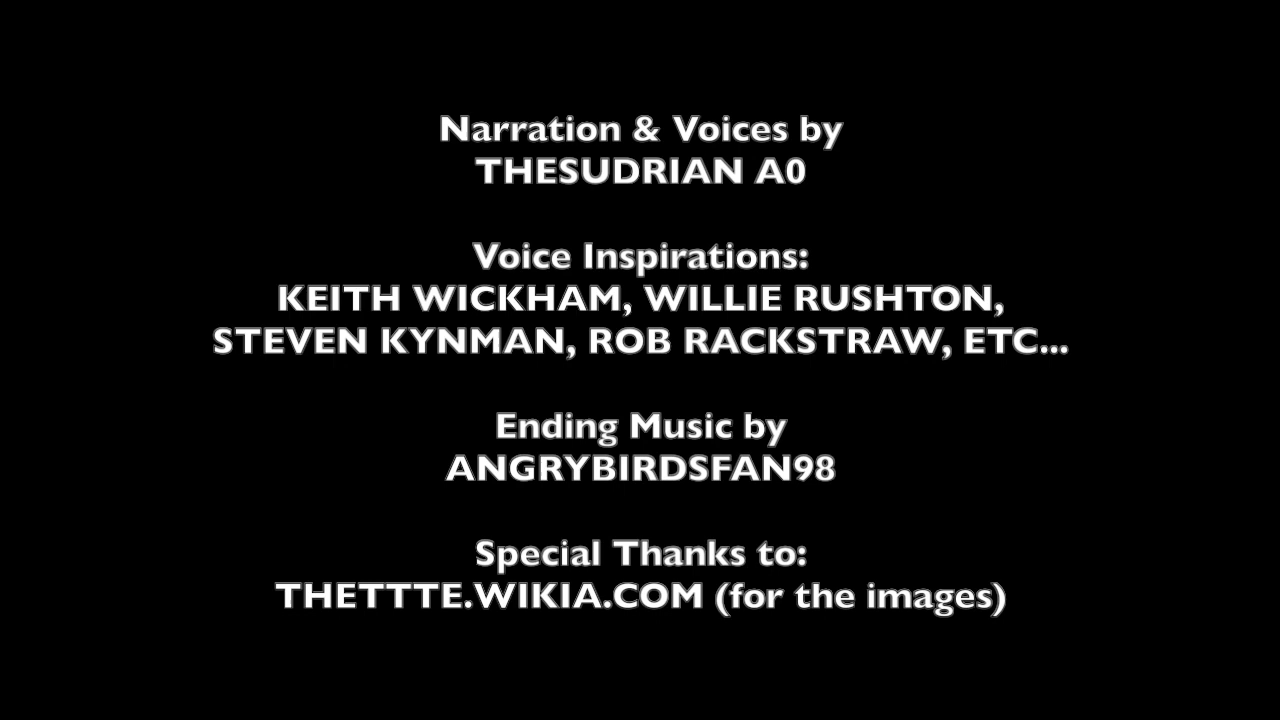 Narration & Voices by
THESUDRIAN A0
Voice Inspirations:
KEITH WICKHAM, WILLIE RUSHTON,
STEVEN KYNMAN, ROB RACKSTRAW, ETC...
Ending Music by
ANGRYBIRDSFAN98
Special Thanks to:
THETTTE.WIKIA.COM (for the images)